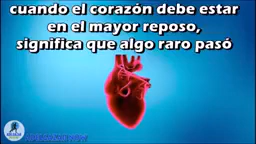 cuando el corazón debe estar
en el mayor reposo,
significa que algo raro pasó